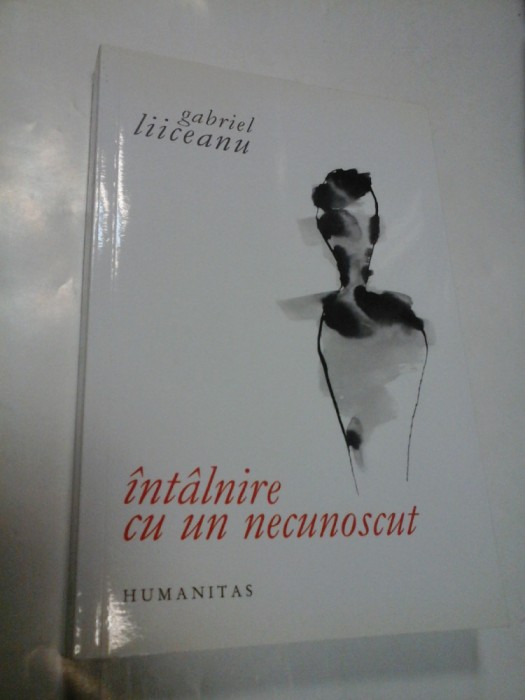 gabriel
liiceanu
întâlnire
cu un necunoscut
HUMANITAS